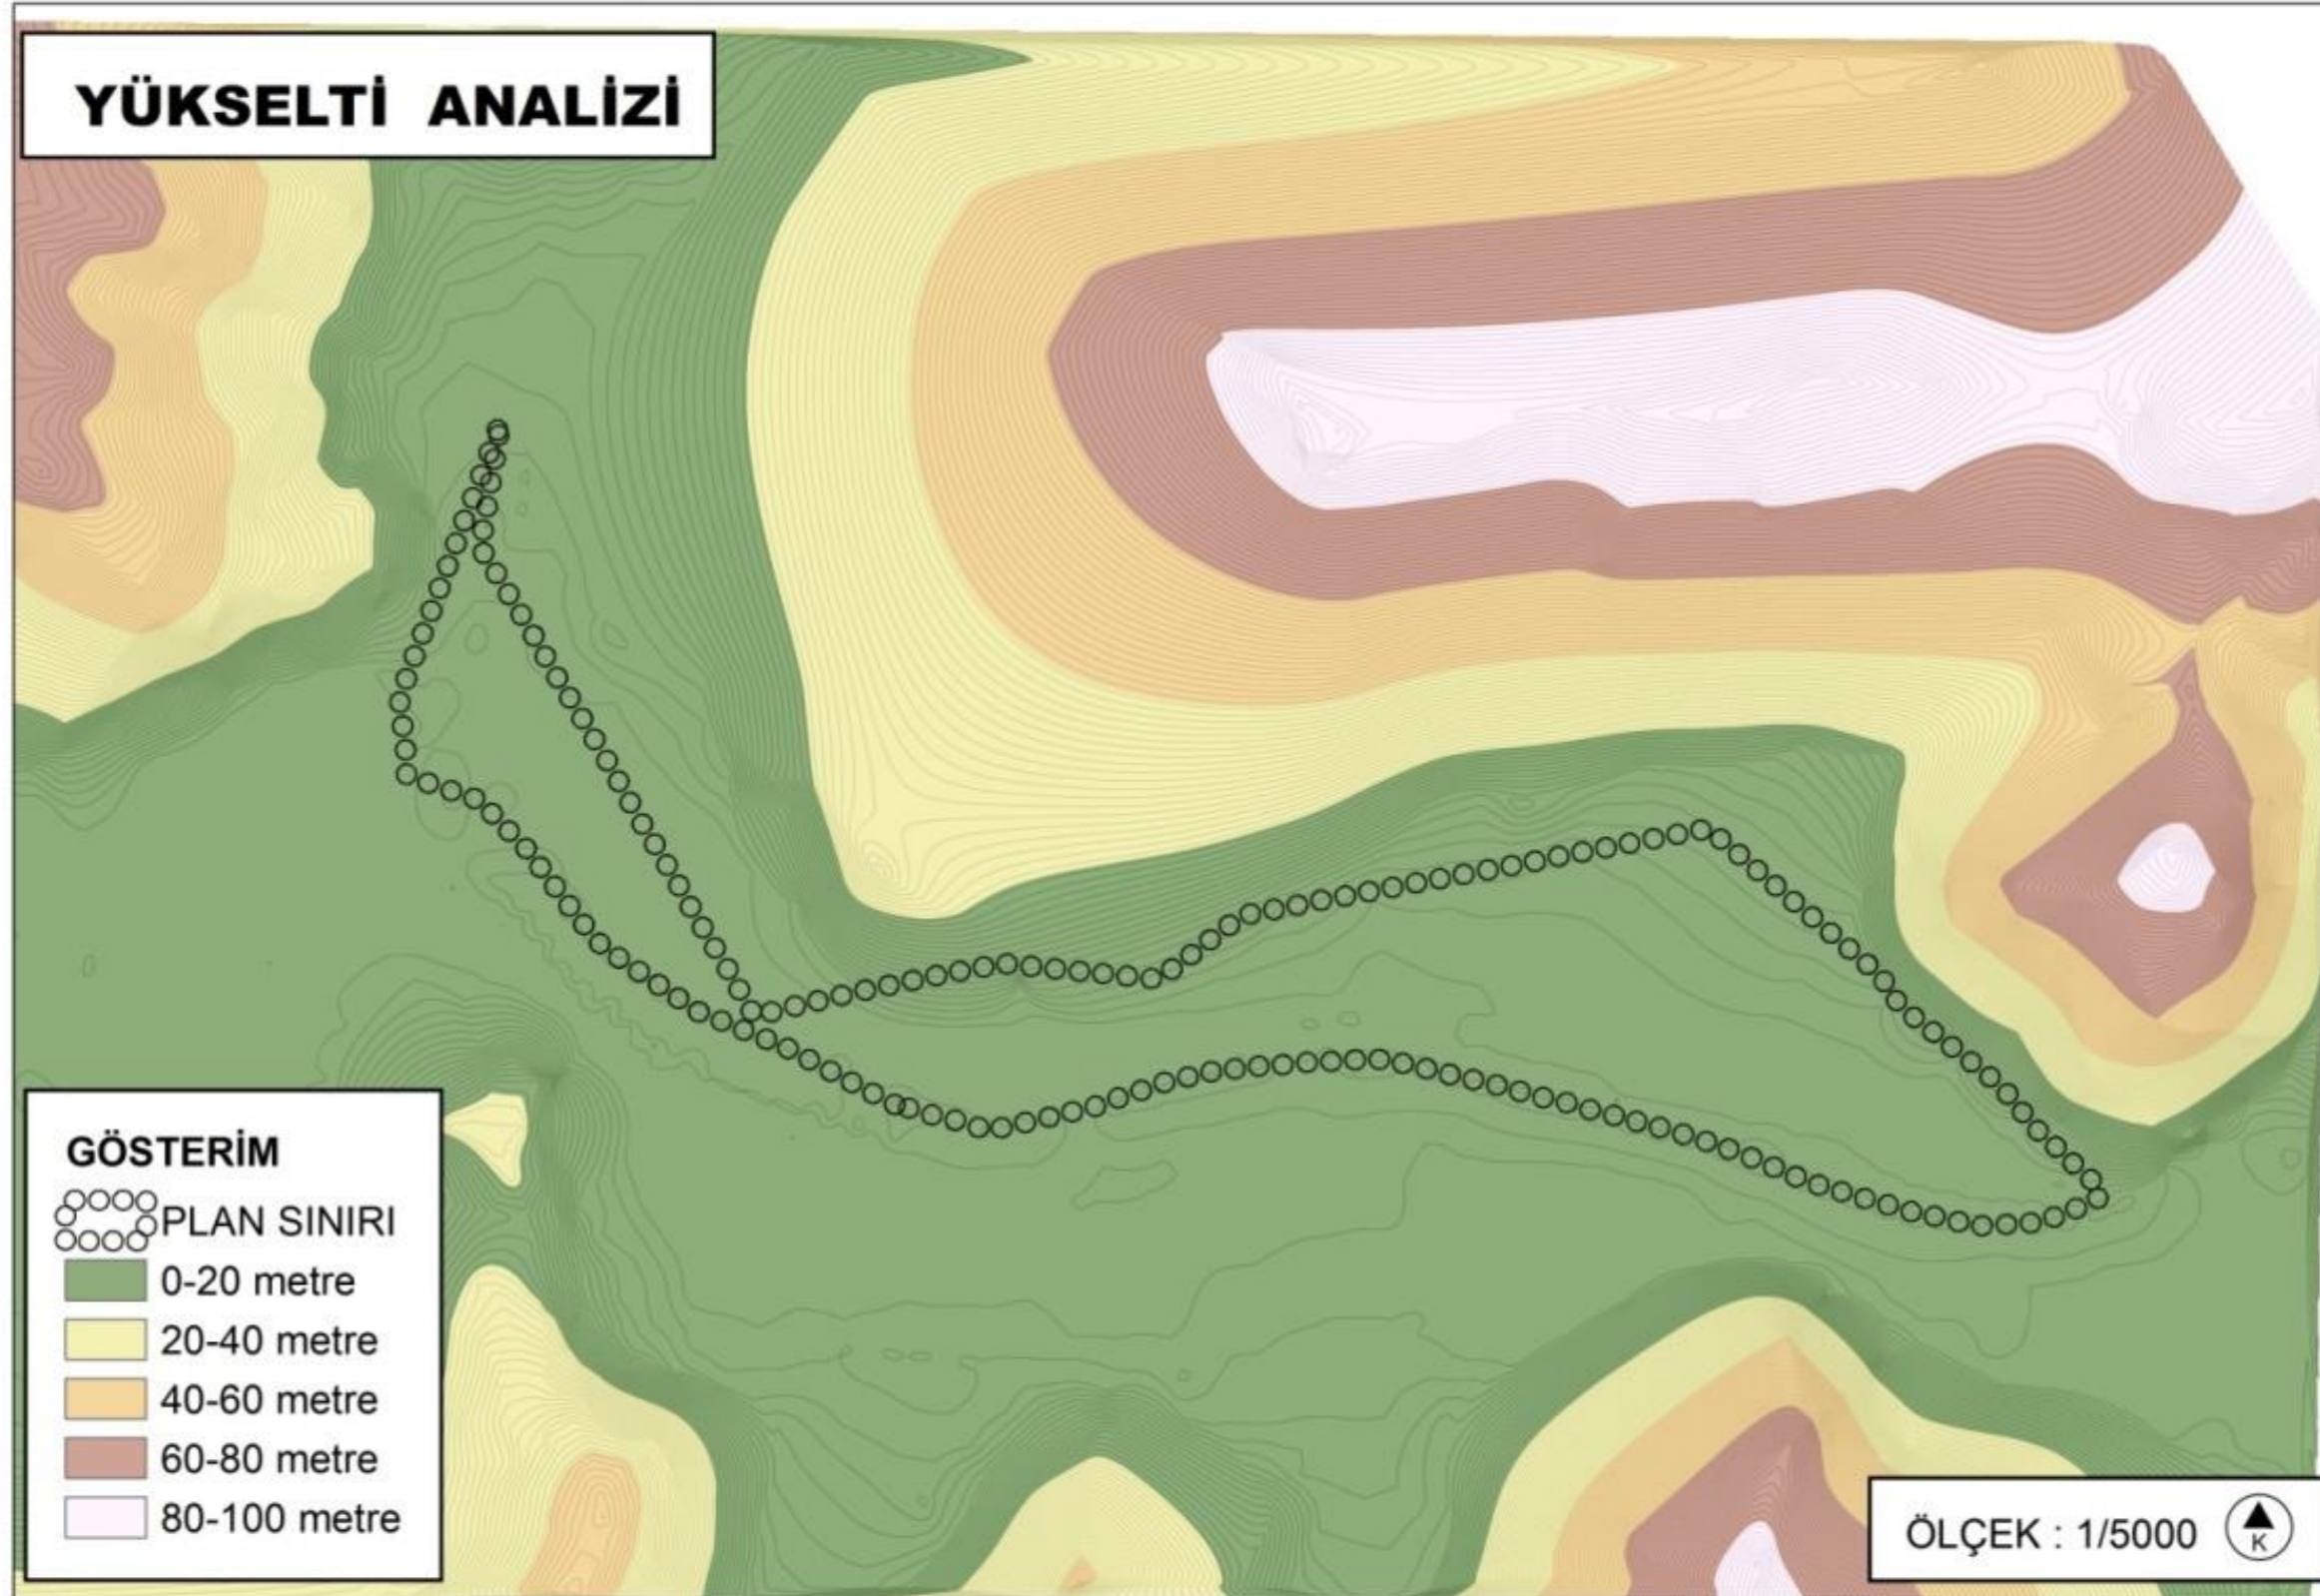 YÜKSELTİ ANALİZİ
GÖSTERİM
PLAN SINIRI
0-20 metre
20-40 metre
40-60 metre
60-80 metre
80-100 metre
ÖLÇEK : 1/5000
K